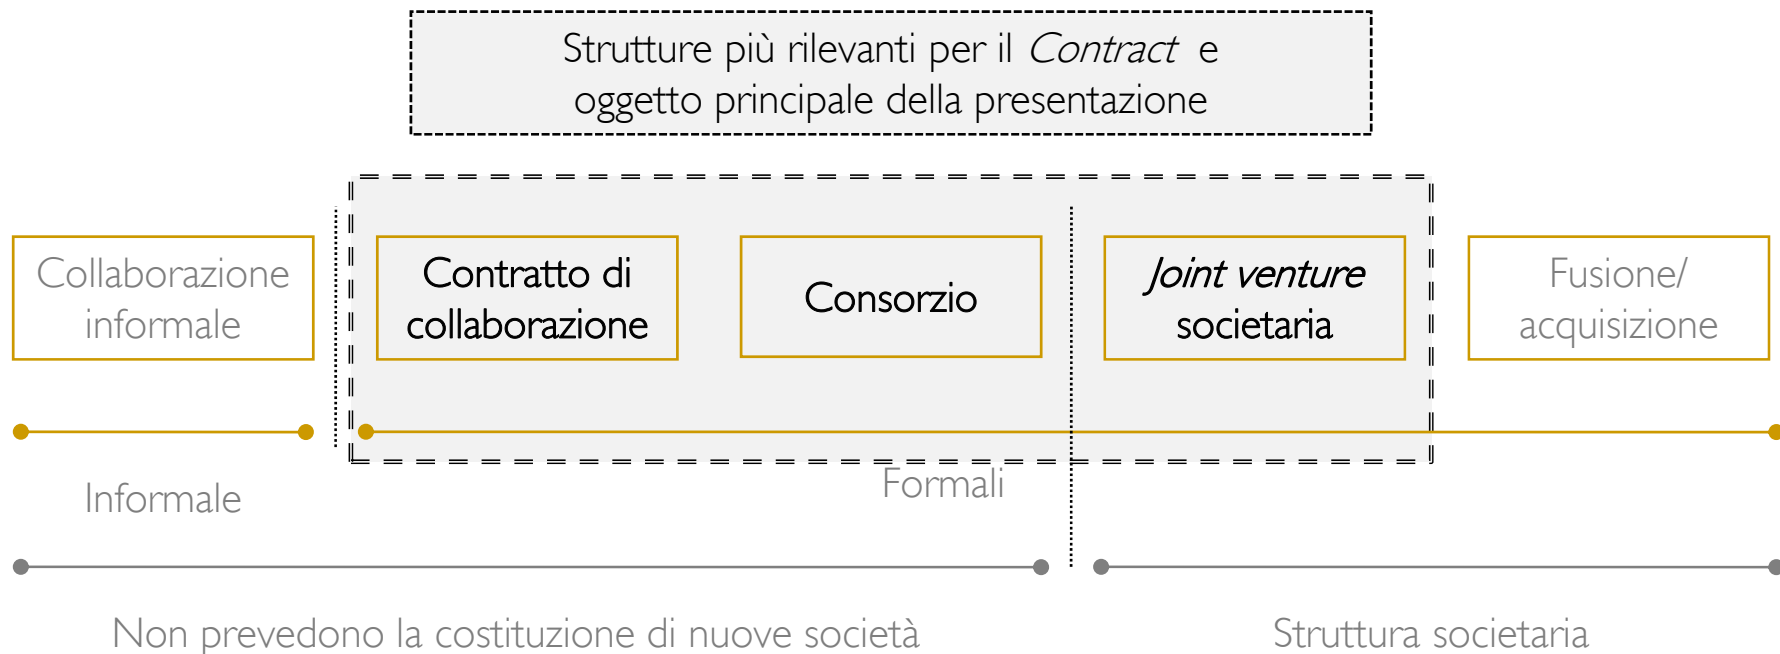 Strutture più rilevanti per il Contract e
oggetto principale della presentazione
Collaborazione
informale
Contratto di
collaborazione
Consorzio
Joint venture
societaria
Fusione/
acquisizione
Informale
Formali
Non prevedono la costituzione di nuove società
Struttura societaria